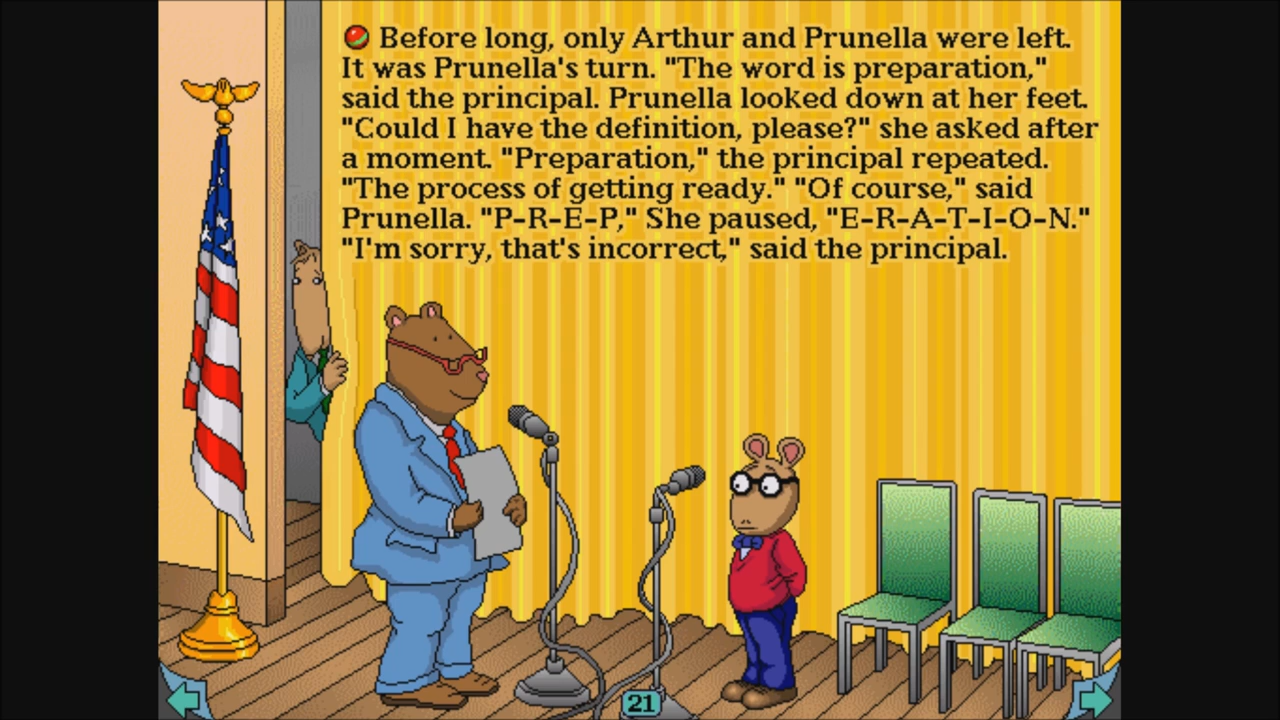 Before long, only Arthur and Prunella were left.
It was Prunella's turn. "The word is preparation,"
said the principal. Prunella looked down at her feet.
"Could I have the definition, please?" she asked after
a moment. "Preparation," the principal repeated.
"The process of getting ready." "Of course," said
Prunella. "P-R-E-P," She paused, "E-R-A-T-I-O-N."
"I'm sorry, that's incorrect," said the principal.
21